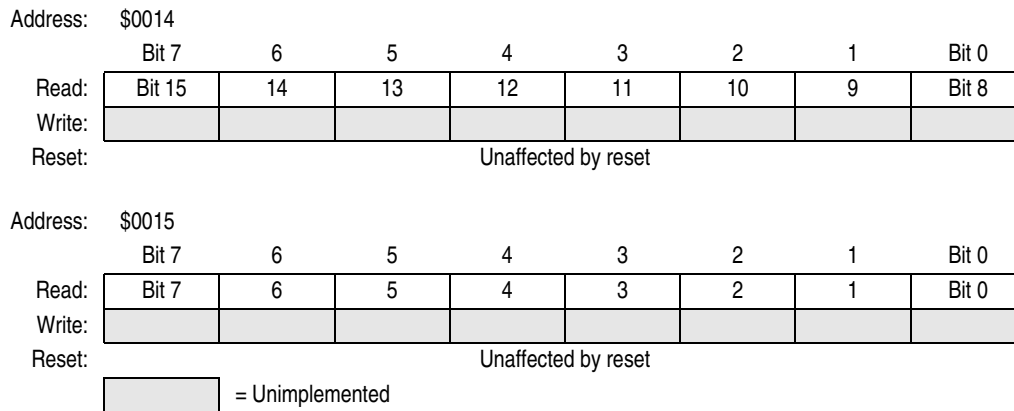 Address: $0014
Bit 7 6 5 4 3 2 1 Bit 0
Read: Bit 15 14 13 12 11 10 9 Bit 8
Write:
Reset: Unaffected by reset
Address: $0015
Bit 7 6 5 4 3 2 1 Bit 0
Read: Bit 7 6 5 4 3 2 1 Bit 0
Write:
Reset: Unaffected by reset
= Unimplemented